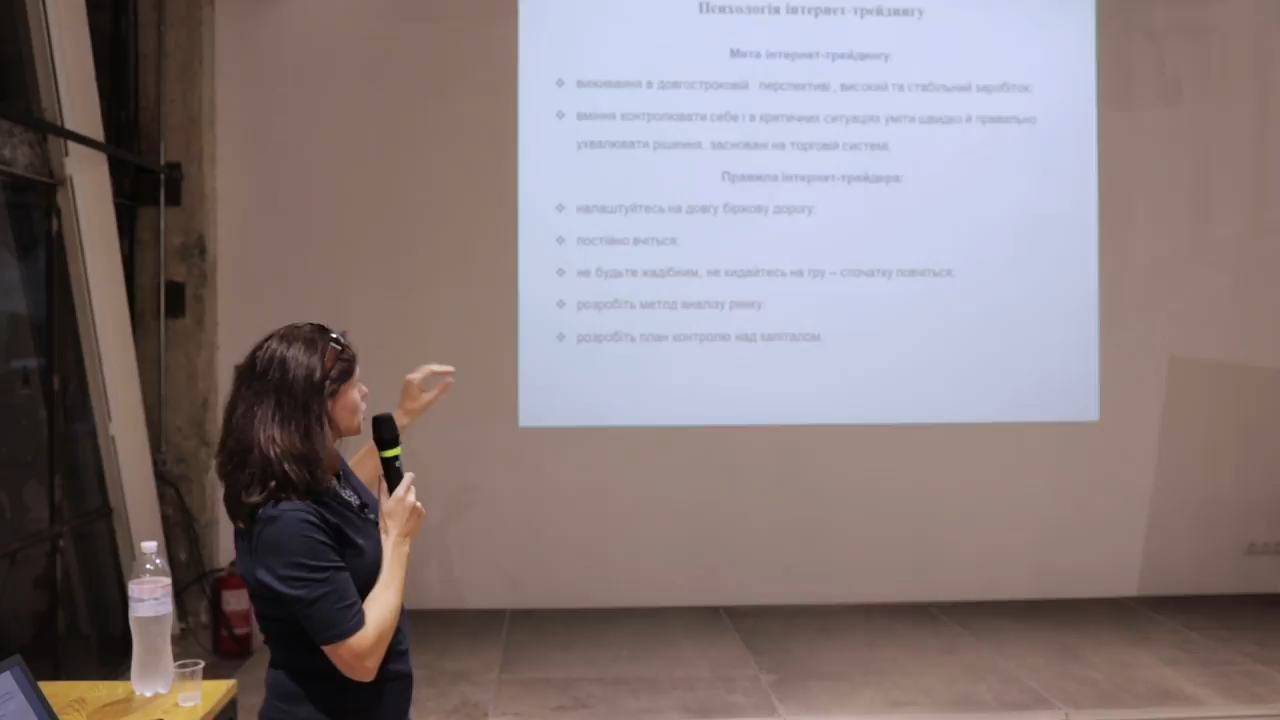 Психологія інтернет-трейдингу
Мета інтернет-трейдингу:
❖ виживання в довгостроковій перспективі , високий та стабільний заробіток;
❖ вміння контролювати себе і в критичних ситуаціях уміти швидко й правильно
ухвалювати рішення, засновані на торговій системі;
Правила інтернет-трейдера:
❖ налаштуйтесь на довгу біржову дорогу;
❖ постійно вчіться;
❖ не будьте жадібним, не кидайтесь на гру – спочатку повчіться;
❖ розробіть метод аналізу ринку;
❖ розробіть план контролю над капіталом.